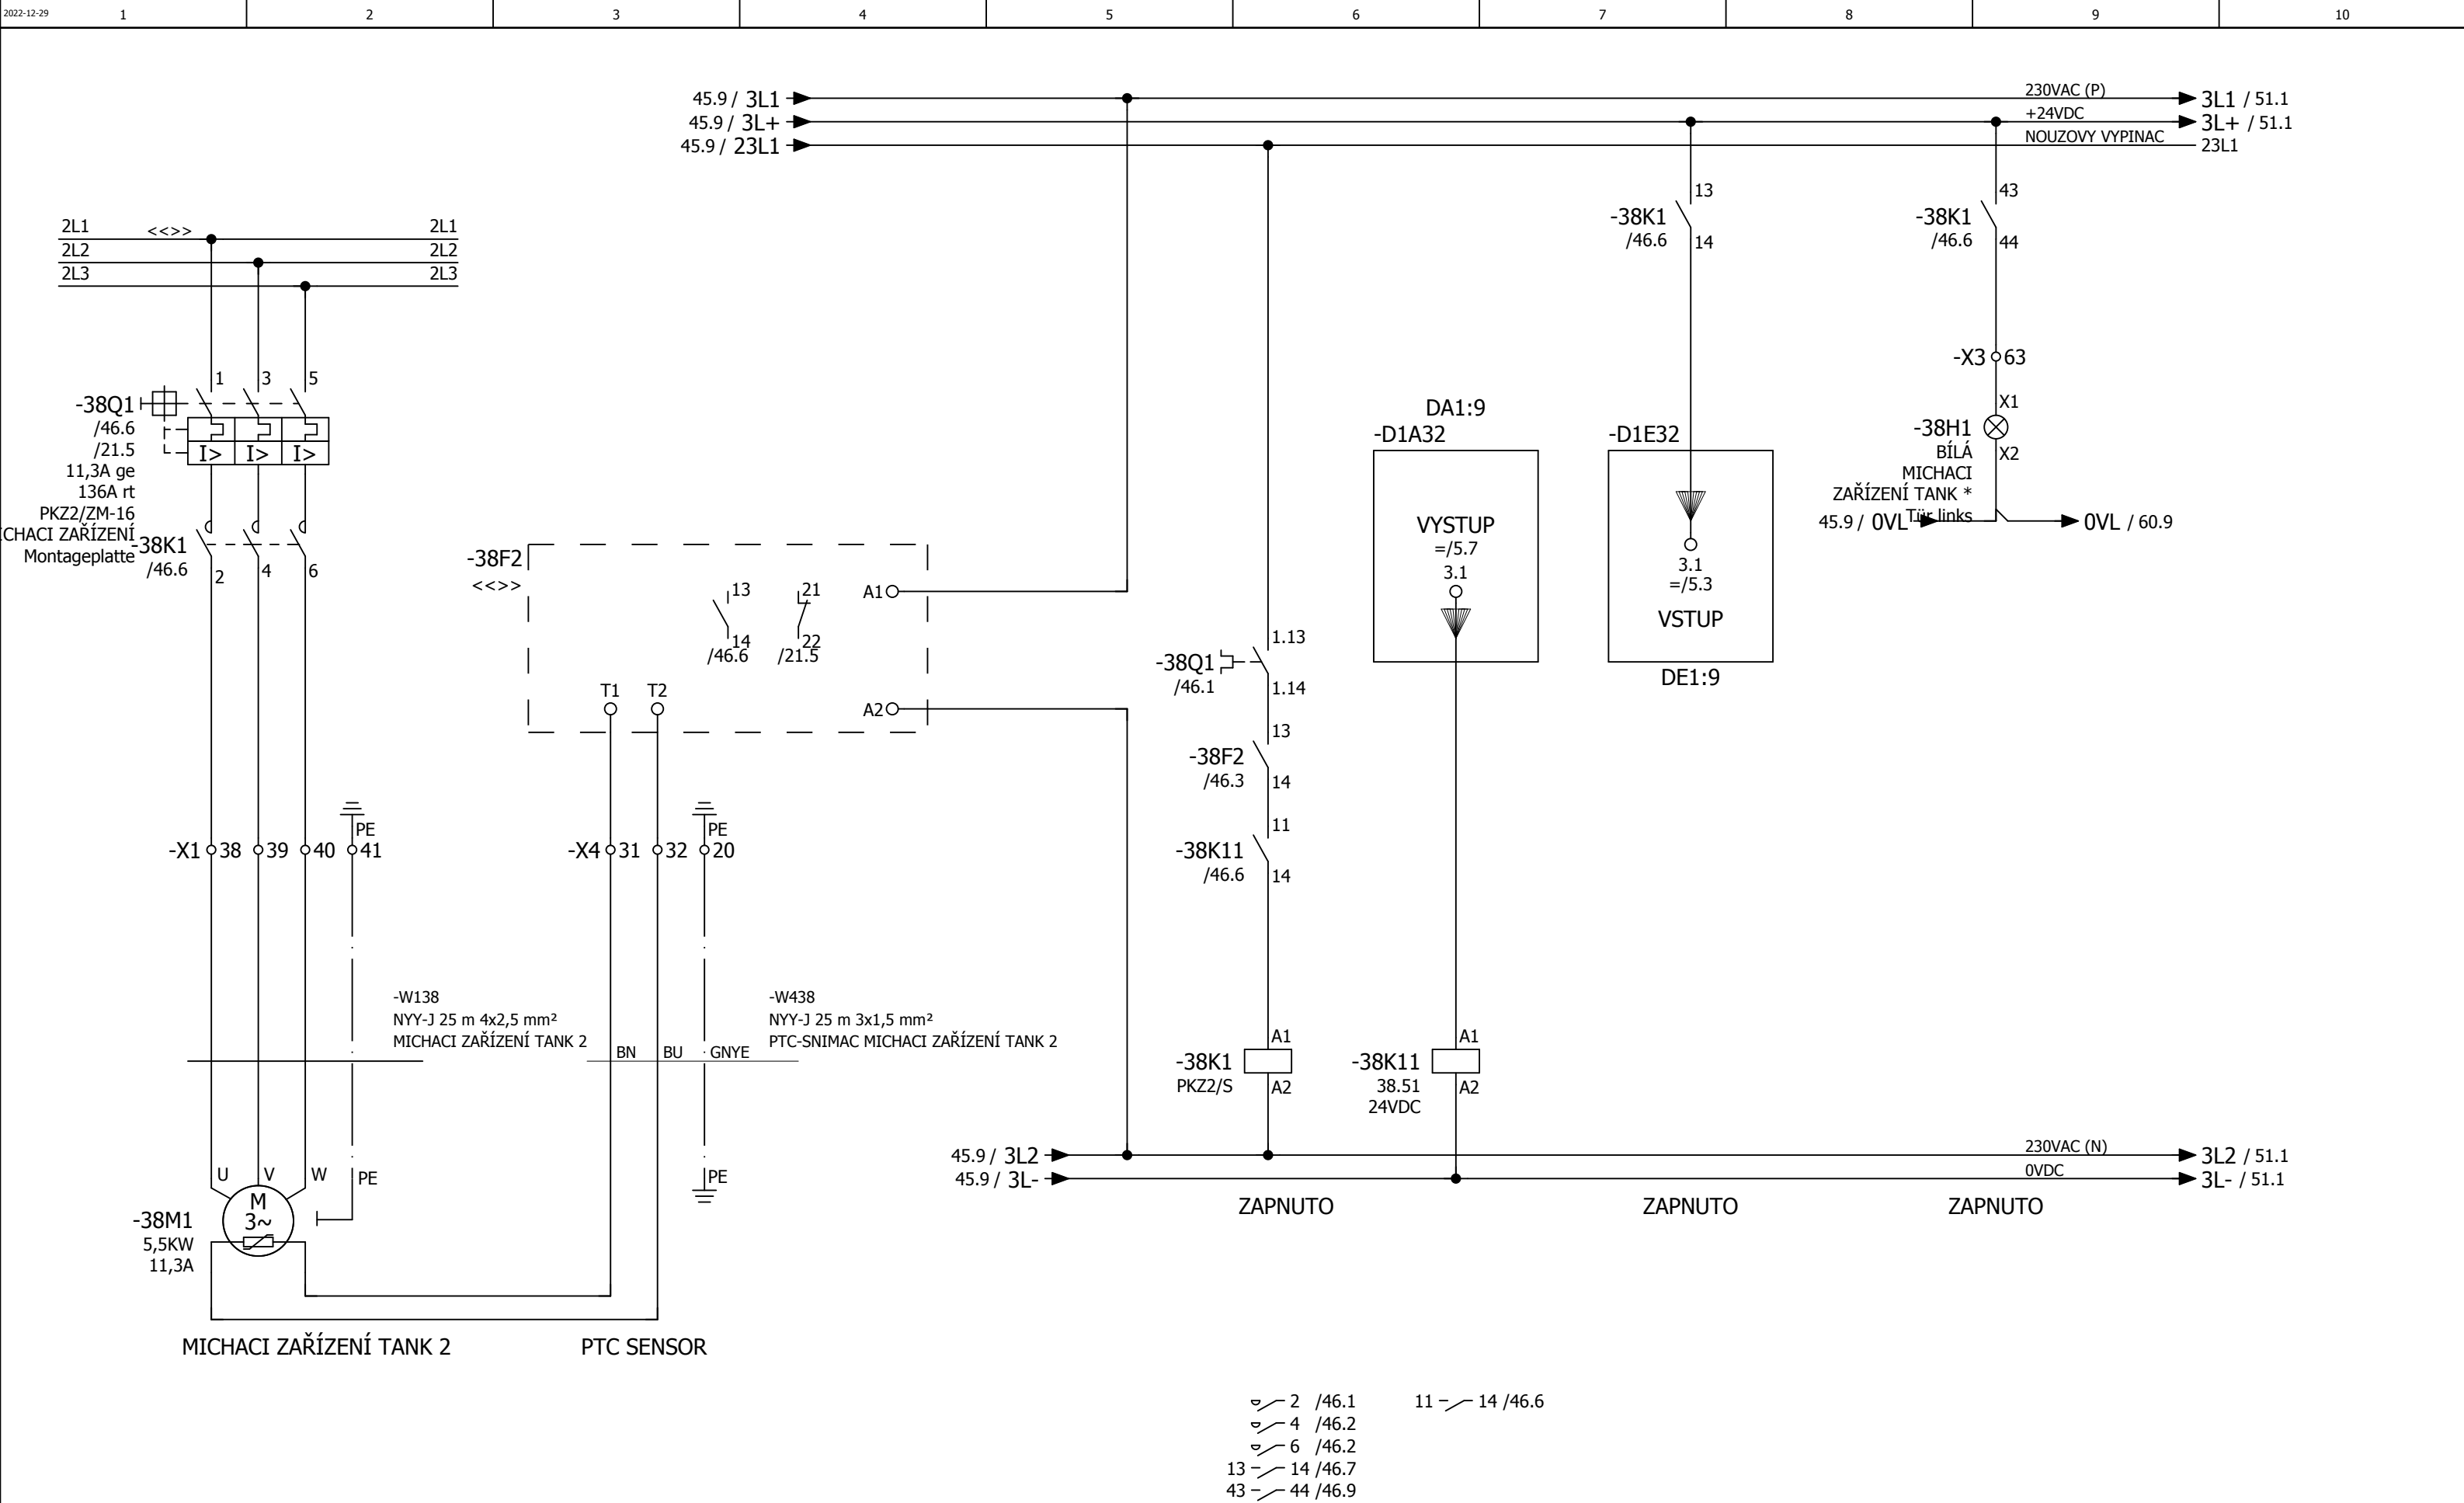 2022-12-29
1 2 3 4 5 6 7 8 9 10
45.9 / 3L1
230VAC (P)
3L1 / 51.1
45.9 / 3L+
+24VDC
3L+ / 51.1
45.9 / 23L1
NOUZOVY VYPINAC
23L1
2L1 <<>> 2L1
2L2 2L2
2L3 2L3
1 3 5
-38Q1
/46.6
/21.5
11,3A ge
136A rt
PKZ2/ZM-16
ICHACI ZAŘÍZENÍ
Montageplatte
I> I> I>
-38K1
/46.6
2 4 6
-38F2
<<>>
13
14
/46.6
21
22
/21.5
A1
A2
T1 T2
-X1 38 39 40 41
PE
-X4 31 32 20
PE
-W138
NYY-J 25 m 4x2,5 mm²
MICHACI ZAŘÍZENÍ TANK 2
-W438
NYY-J 25 m 3x1,5 mm²
PTC-SNIMAC MICHACI ZAŘÍZENÍ TANK 2
BN BU GNYE
U V W PE
PE
M
3~
-38M1
5,5KW
11,3A
MICHACI ZAŘÍZENÍ TANK 2
PTC SENSOR
1.13
-38Q1
/46.1
1.14
13
-38F2
/46.3
14
11
-38K11
/46.6
14
A1
-38K1
PKZ2/S
A2
DA1:9
-D1A32
VYSTUP
=/5.7
3.1
A1
-38K11
38.51
24VDC
A2
13
-38K1
/46.6
14
-D1E32
3.1
=/5.3
VSTUP
DE1:9
43
-38K1
/46.6
44
-X3 63
X1
-38H1
X2
BÍLÁ
MICHACI
ZAŘÍZENÍ TANK *
Tür links
45.9 / 0VL
0VL / 60.9
45.9 / 3L2
230VAC (N)
3L2 / 51.1
45.9 / 3L-
0VDC
3L- / 51.1
ZAPNUTO ZAPNUTO ZAPNUTO
2 /46.1
4 /46.2
6 /46.2
13 14 /46.7
43 44 /46.9
11 14 /46.6